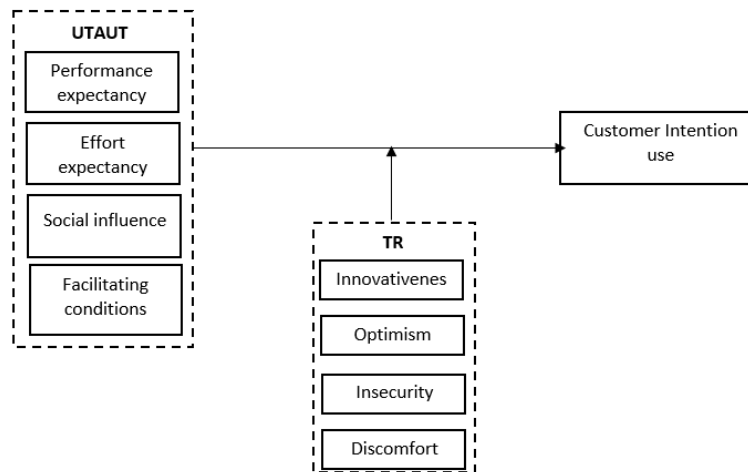 UTAUT
Performance
expectancy
Effort
expectancy
Social influence
Facilitating
conditions
Customer Intention
use
TR
Innovativenes
Optimism
Insecurity
Discomfort